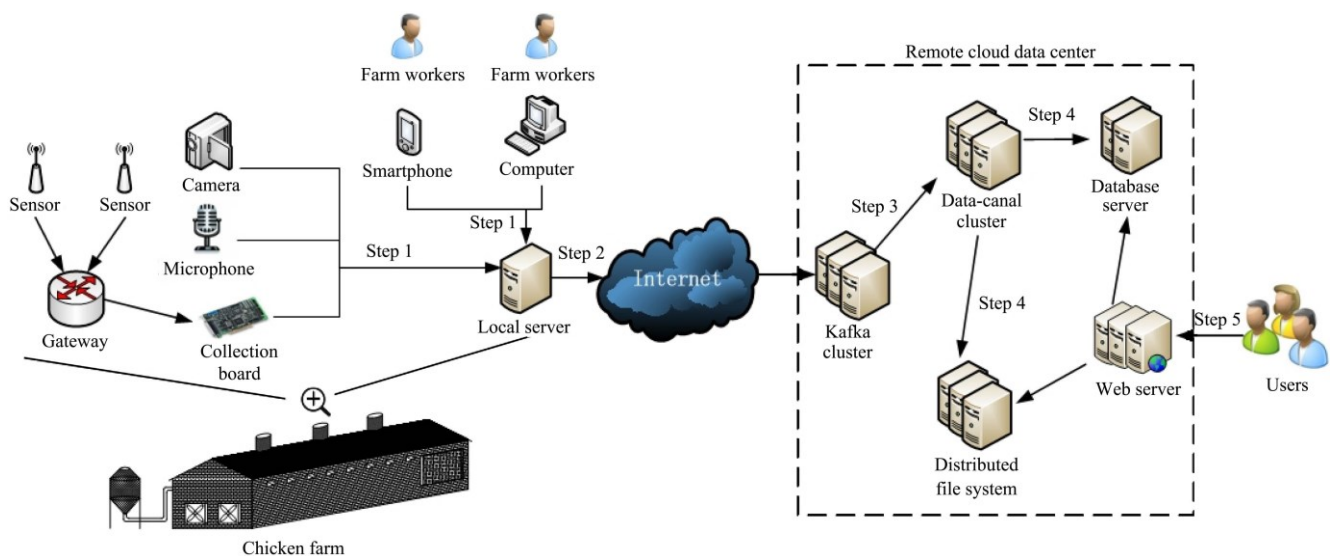 Farm workers
Farm workers
Remote cloud data center
Step 4
Smartphone
Computer
Camera
Sensor
Sensor
Database
server
Data-canal
cluster
Step 3
Step 1
Microphone
Step 1
Step 2
Internet
Step 4
Step 5
Local server
Kafka
cluster
Gateway
Collection
board
Web server
Users
Distributed
file system
Chicken farm